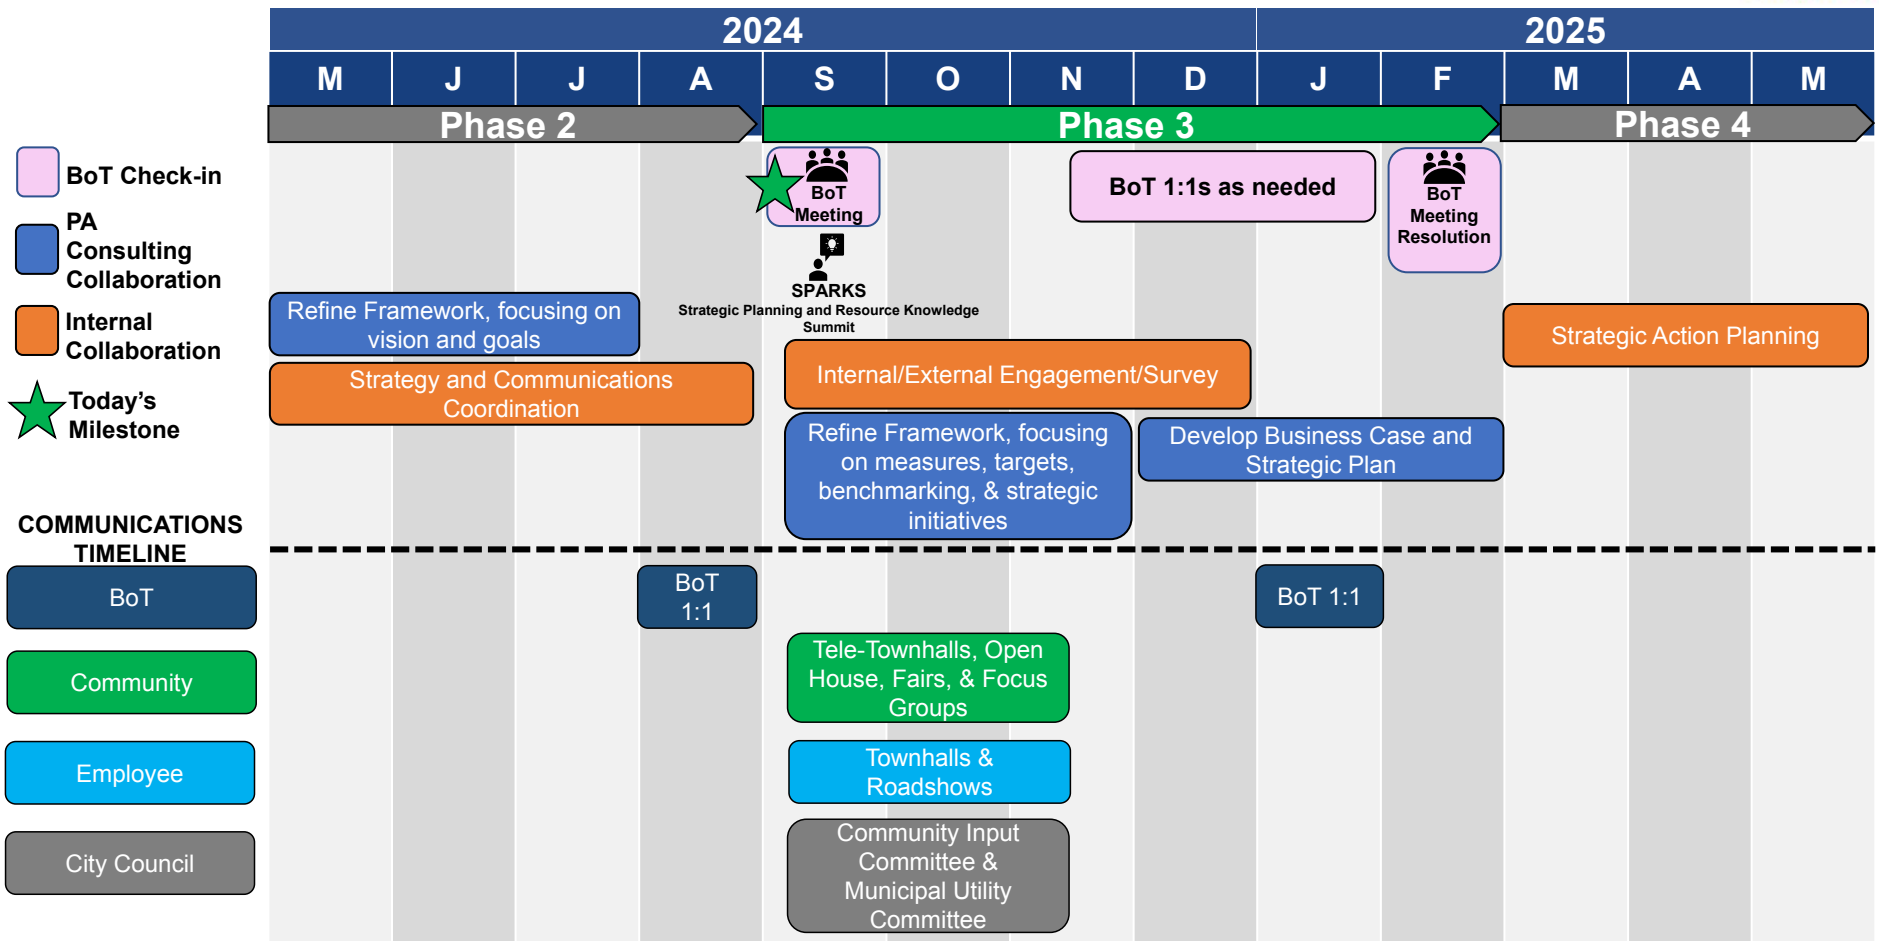 2024
2025
M
J
J
A
S
O
N
D
J
F
M
A
M
Phase 2
Phase 3
Phase 4
BoT Check-in
PA
Consulting
Collaboration
Internal
Collaboration
Today's
Milestone
BoT
Meeting
BoT 1:1s as needed
BoT
Meeting
Resolution
SPARKS
Strategic Planning and Resource Knowledge
Summit
Refine Framework, focusing on
vision and goals
Strategy and Communications
Coordination
Internal/External Engagement/Survey
Strategic Action Planning
Refine Framework, focusing
on measures, targets,
benchmarking, & strategic
initiatives
Develop Business Case and
Strategic Plan
COMMUNICATIONS
TIMELINE
BoT
BoT
1:1
BoT 1:1
Community
Tele-Townhalls, Open
House, Fairs, & Focus
Groups
Employee
Townhalls &
Roadshows
City Council
Community Input
Committee &
Municipal Utility
Committee